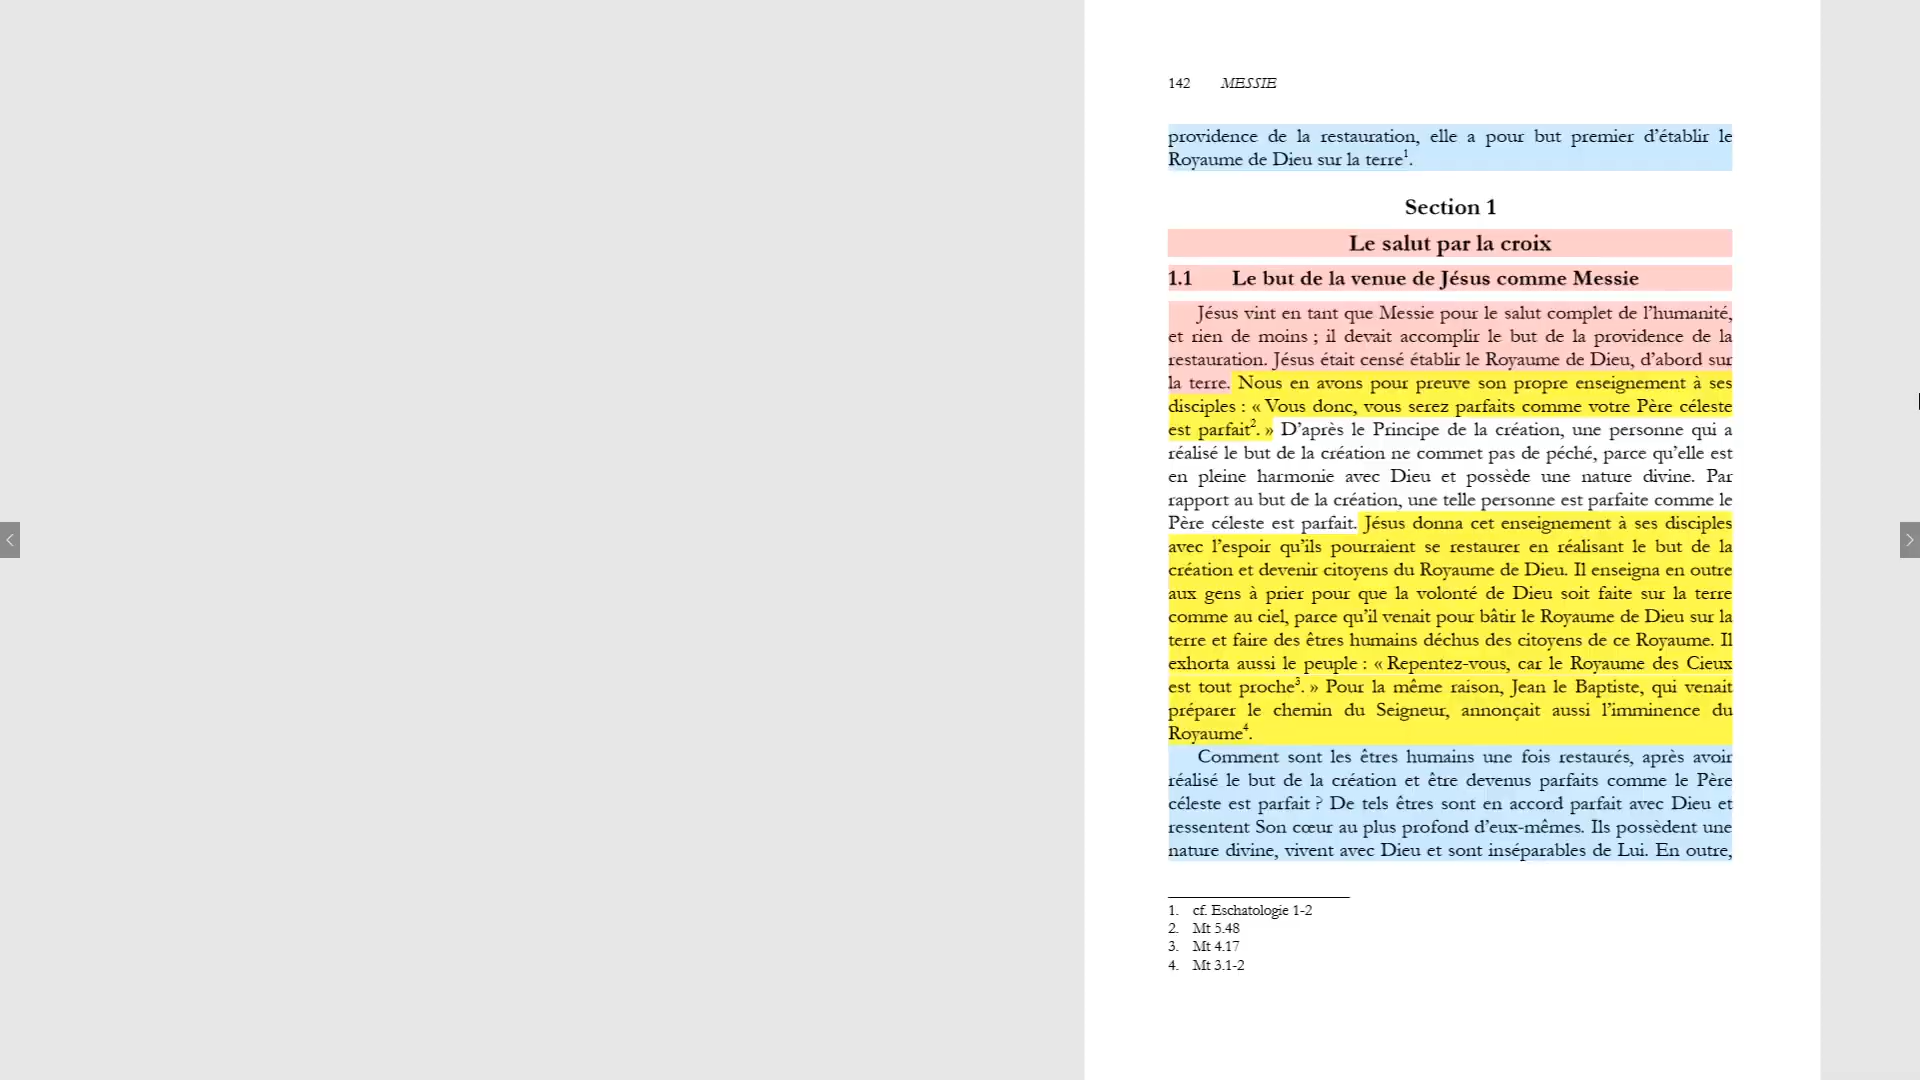 142 MESSIE
providence de la restauration, elle a pour but premier d’établir le
Royaume de Dieu sur la terre1.
Section 1
Le salut par la croix
1.1 Le but de la venue de Jésus comme Messie
Jésus vint en tant que Messie pour le salut complet de l’humanité,
et rien de moins ; il devait accomplir le but de la providence de la
restauration. Jésus était censé établir le Royaume de Dieu, d’abord sur
la terre. Nous en avons pour preuve son propre enseignement à ses
disciples : « Vous donc, vous serez parfaits comme votre Père céleste
est parfait2. » D’après le Principe de la création, une personne qui a
réalisé le but de la création ne commet pas de péché, parce qu’elle est
en pleine harmonie avec Dieu et possède une nature divine. Par
rapport au but de la création, une telle personne est parfaite comme le
Père céleste est parfait. Jésus donna cet enseignement à ses disciples
avec l’espoir qu’ils pourraient se restaurer en réalisant le but de la
création et devenir citoyens du Royaume de Dieu. Il enseigna en outre
aux gens à prier pour que la volonté de Dieu soit faite sur la terre
comme au ciel, parce qu’il venait pour bâtir le Royaume de Dieu sur la
terre et faire des êtres humains déchus des citoyens de ce Royaume. Il
exhorta aussi le peuple : « Repentez-vous, car le Royaume des Cieux
est tout proche3. » Pour la même raison, Jean le Baptiste, qui venait
préparer le chemin du Seigneur, annonçait aussi l’imminence du
Royaume4.
Comment sont les êtres humains une fois restaurés, après avoir
réalisé le but de la création et être devenus parfaits comme le Père
céleste est parfait ? De tels êtres sont en accord parfait avec Dieu et
ressentent Son cœur au plus profond d’eux-mêmes. Ils possèdent une
nature divine, vivent avec Dieu et sont inséparables de Lui. En outre,
1. cf. Eschatologie 1-2
2. Mt 5.48
3. Mt 4.17
4. Mt 3.1-2